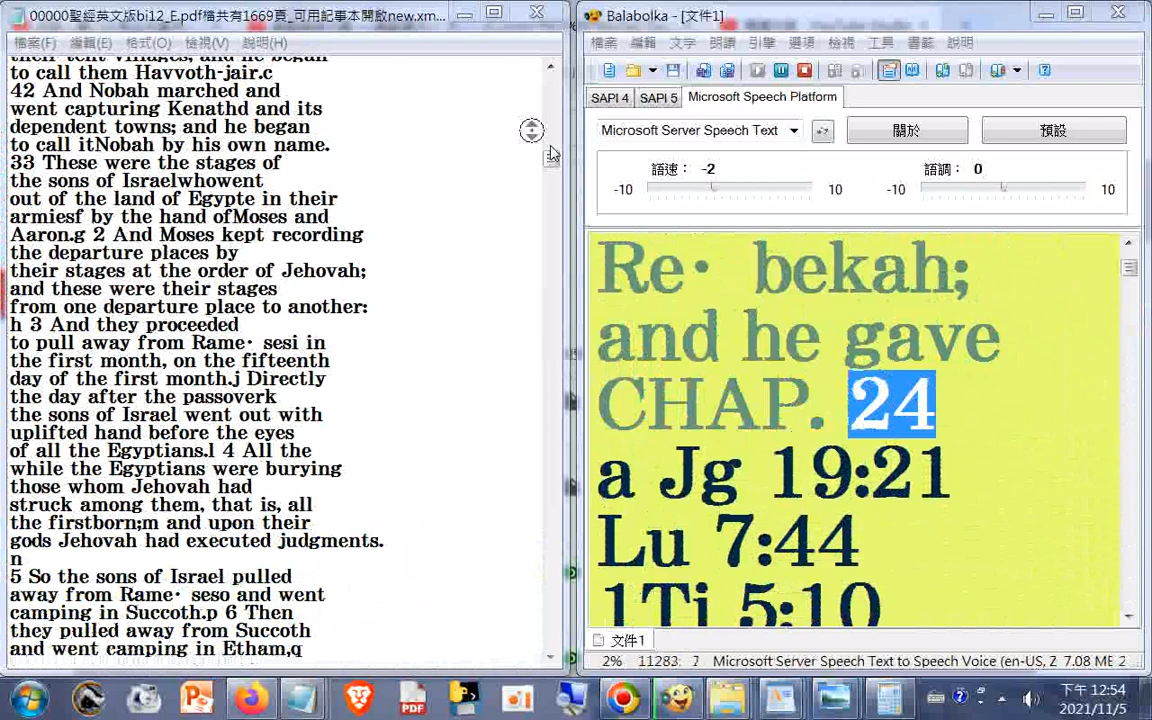 00000聖經英文版bi12_E.pdf檔共有1669頁_可用記事本開啟new.xm...
檔案(F) 編輯(E) 格式(O) 檢視(V) 說明(H)
their tent villages; and he began
to call them Havvoth-jair.c
42 And Nobah marched and
went capturing Kenathd and its
dependent towns; and he began
to call itNobah by his own name.
33 These were the stages of
the sons of Israelwhowent
out of the land of Egypte in their
armiesf by the hand ofMoses and
Aaron.g 2 And Moses kept recording
the departure places by
their stages at the order of Jehovah;
and these were their stages
from one departure place to another:
h 3 And they proceeded
to pull away from Rame· sesi in
the first month, on the fifteenth
day of the first month.j Directly
the day after the passoverk
the sons of Israel went out with
uplifted hand before the eyes
of all the Egyptians.l 4 All the
while the Egyptians were burying
those whom Jehovah had
struck among them, that is, all
the firstborn;m and upon their
gods Jehovah had executed judgments.
n
5 So the sons of Israel pulled
away from Rame· seso and went
camping in Succoth.p 6 Then
they pulled away from Succoth
and went camping in Etham,q
Balabolka - [文件1]
檔案 編輯 文字 朗讀 引擎 選項 檢視 工具 書籤 說明
SAPI 4 SAPI 5 Microsoft Speech Platform
Microsoft Server Speech Text 關於 預設
語速: -2 語調: 0
-10 10 -10 10
Re· bekah;
and he gave
CHAP. 24
a Jg 19:21
Lu 7:44
1Ti 5:10
文件1
2% 11283: 7 Microsoft Server Speech Text to Speech Voice (en-US, Z 7.08 ME 2
PDF
下午 12:54
2021/11/5